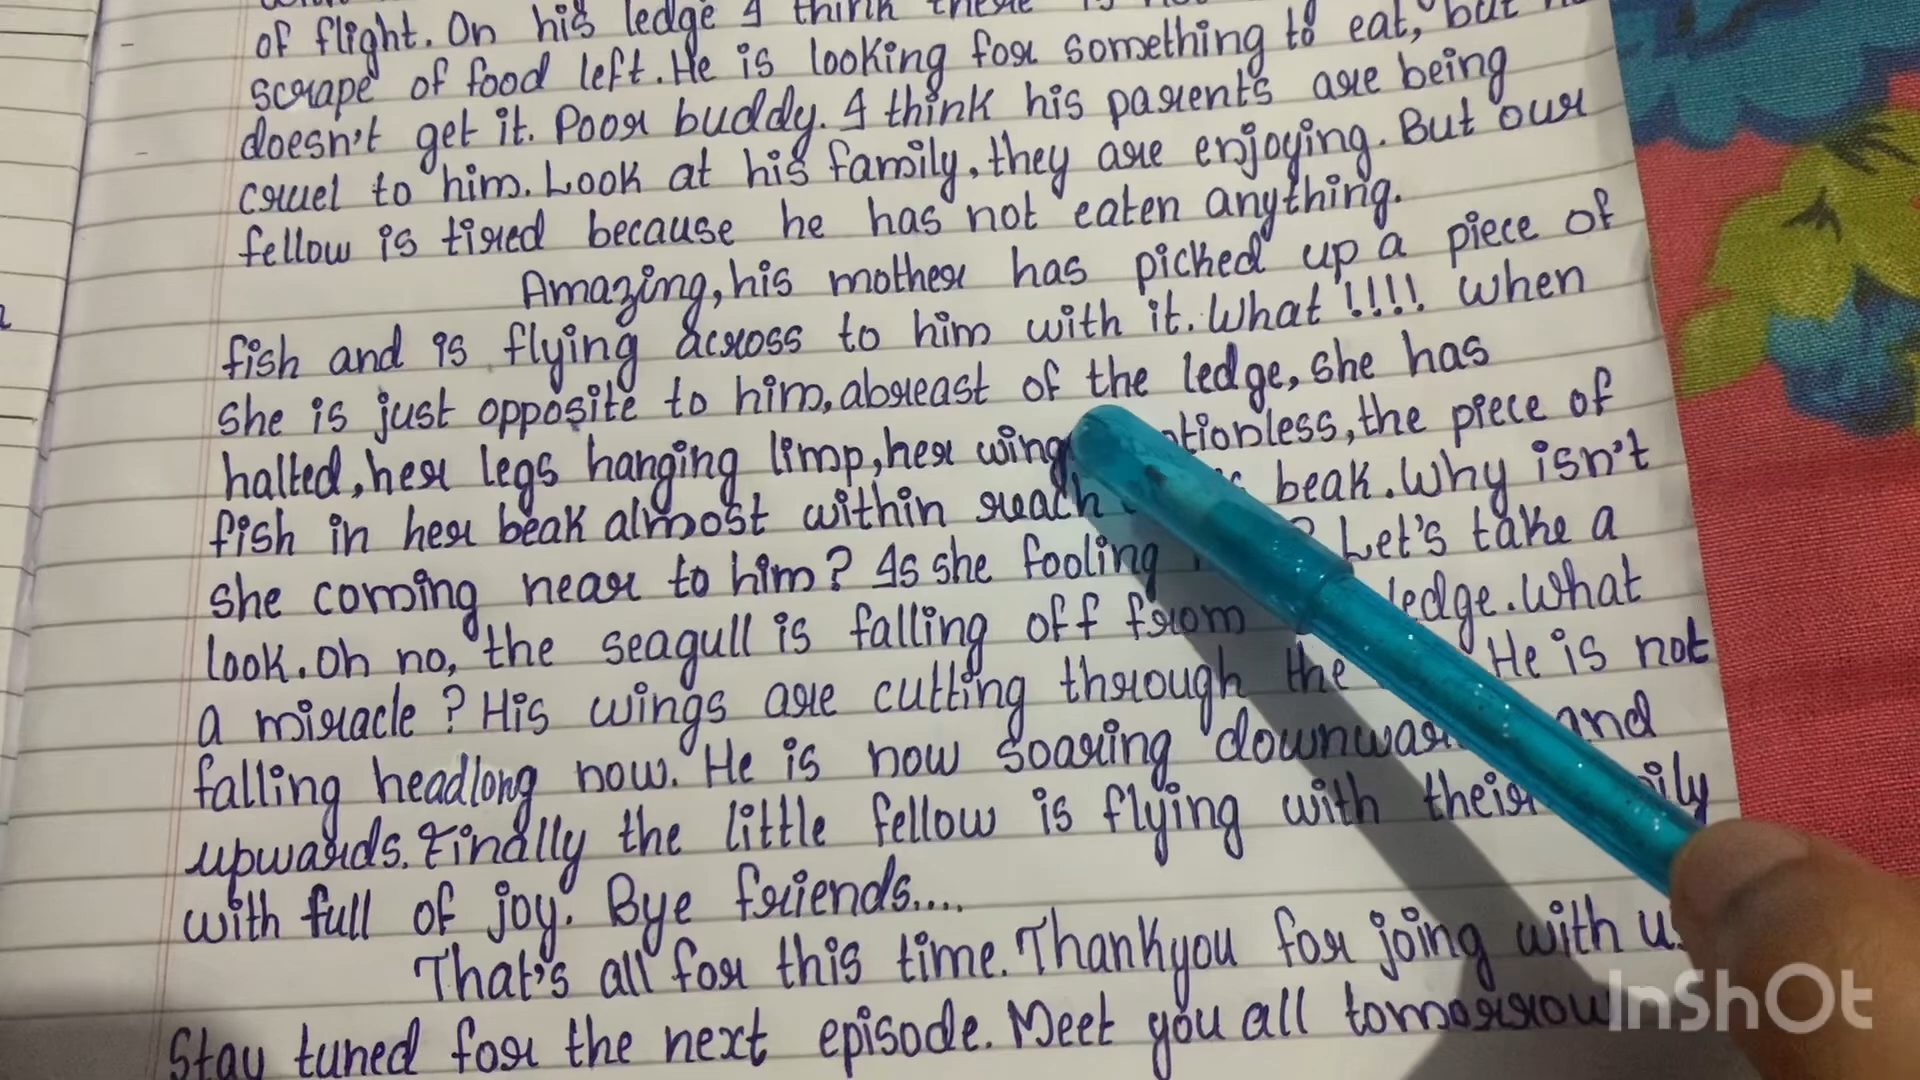 of flight. On his ledge I think there
scrape of food left. He is looking for something to eat, but
doesn't get it. Poor buddy. I think his parents are being
cruel to him. Look at his family, they are enjoying. But our
fellow is tired because he has not eaten anything.
Amazing, his mother has picked up a piece of
fish and is flying across to him with it. What !!!! When
she is just opposite to him, abreast of the ledge, she has
halted, her legs hanging limp, her wing the piece of
fish in her beak almost within reach beak. Why isn't
she coming near to him? Is she fooling Let's take a
look. Oh no, the seagull is falling off from ledge. What
a miracle? His wings are cutting through the He is not
falling headlong now. He is now soaring and
upwards. Finally the little fellow is flying with their
with full of joy. Bye friends....
That's all for this time. Thankyou for joing with
Stay tuned for the next episode. Meet you all tomorrow
InShOt